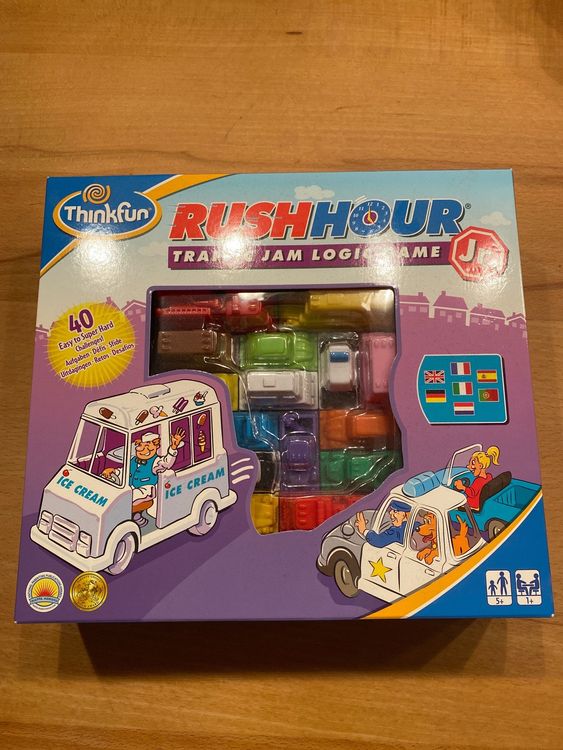 ThinkFun
RUSH HOUR®
TRAFFIC JAM LOGIC GAME
Jr.
40
Easy to Super Hard
Challenges!
Aufgaben · Défis · Sfide
Uitdagingen · Retos · Desafios
ICE CREAM
ICE CREAM
5+
1+